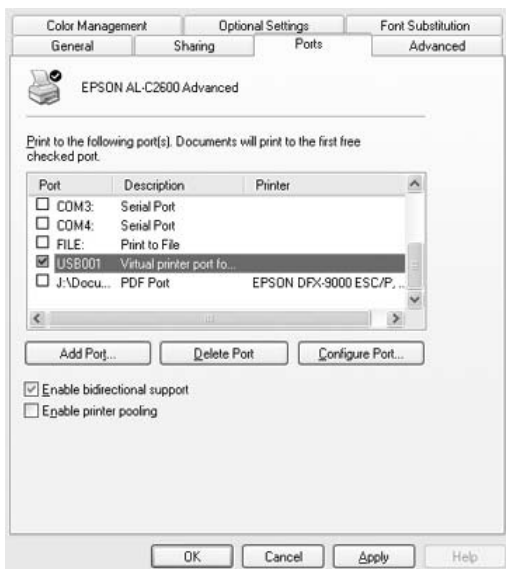 Color Management Optional Settings Font Substitution
General Sharing Ports Advanced
EPSON AL-C2600 Advanced
Print to the following port(s). Documents will print to the first free
checked port.
Port Description Printer
COM3: Serial Port
COM4: Serial Port
FILE: Print to File
USB001 Virtual printer port fo...
J:\Docu... PDF Port EPSON DFX-9000 ESC/P, ...
Add Port... Delete Port Configure Port...
Enable bidirectional support
Enable printer pooling
OK Cancel Apply Help